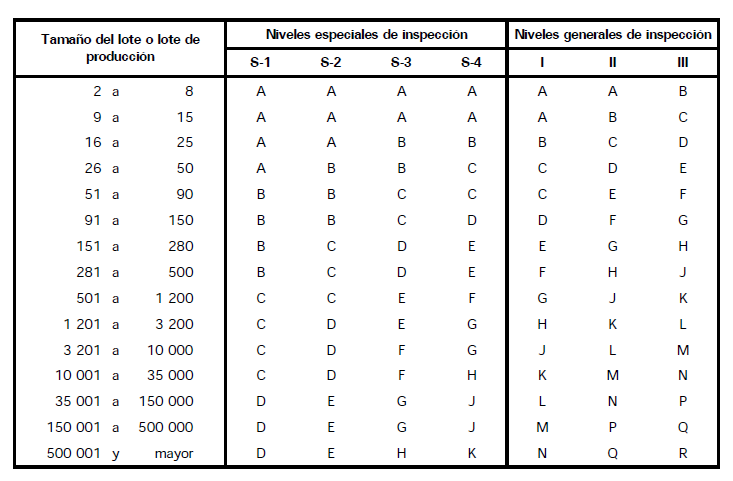 Tamaño del lote o lote de producción Niveles especiales de inspección Niveles generales de inspección
S-1 S-2 S-3 S-4 I II III
2 a 8 A A A A A A B
9 a 15 A A A A A B C
16 a 25 A A B B B C D
26 a 50 A B B C C D E
51 a 90 B B C C C E F
91 a 150 B B C D D F G
151 a 280 B C D E E G H
281 a 500 B C D E F H J
501 a 1 200 C C E F G J K
1 201 a 3 200 C D E G H K L
3 201 a 10 000 C D F G J L M
10 001 a 35 000 C D F H K M N
35 001 a 150 000 D E G J L N P
150 001 a 500 000 D E G J M P Q
500 001 y mayor D E H K N Q R